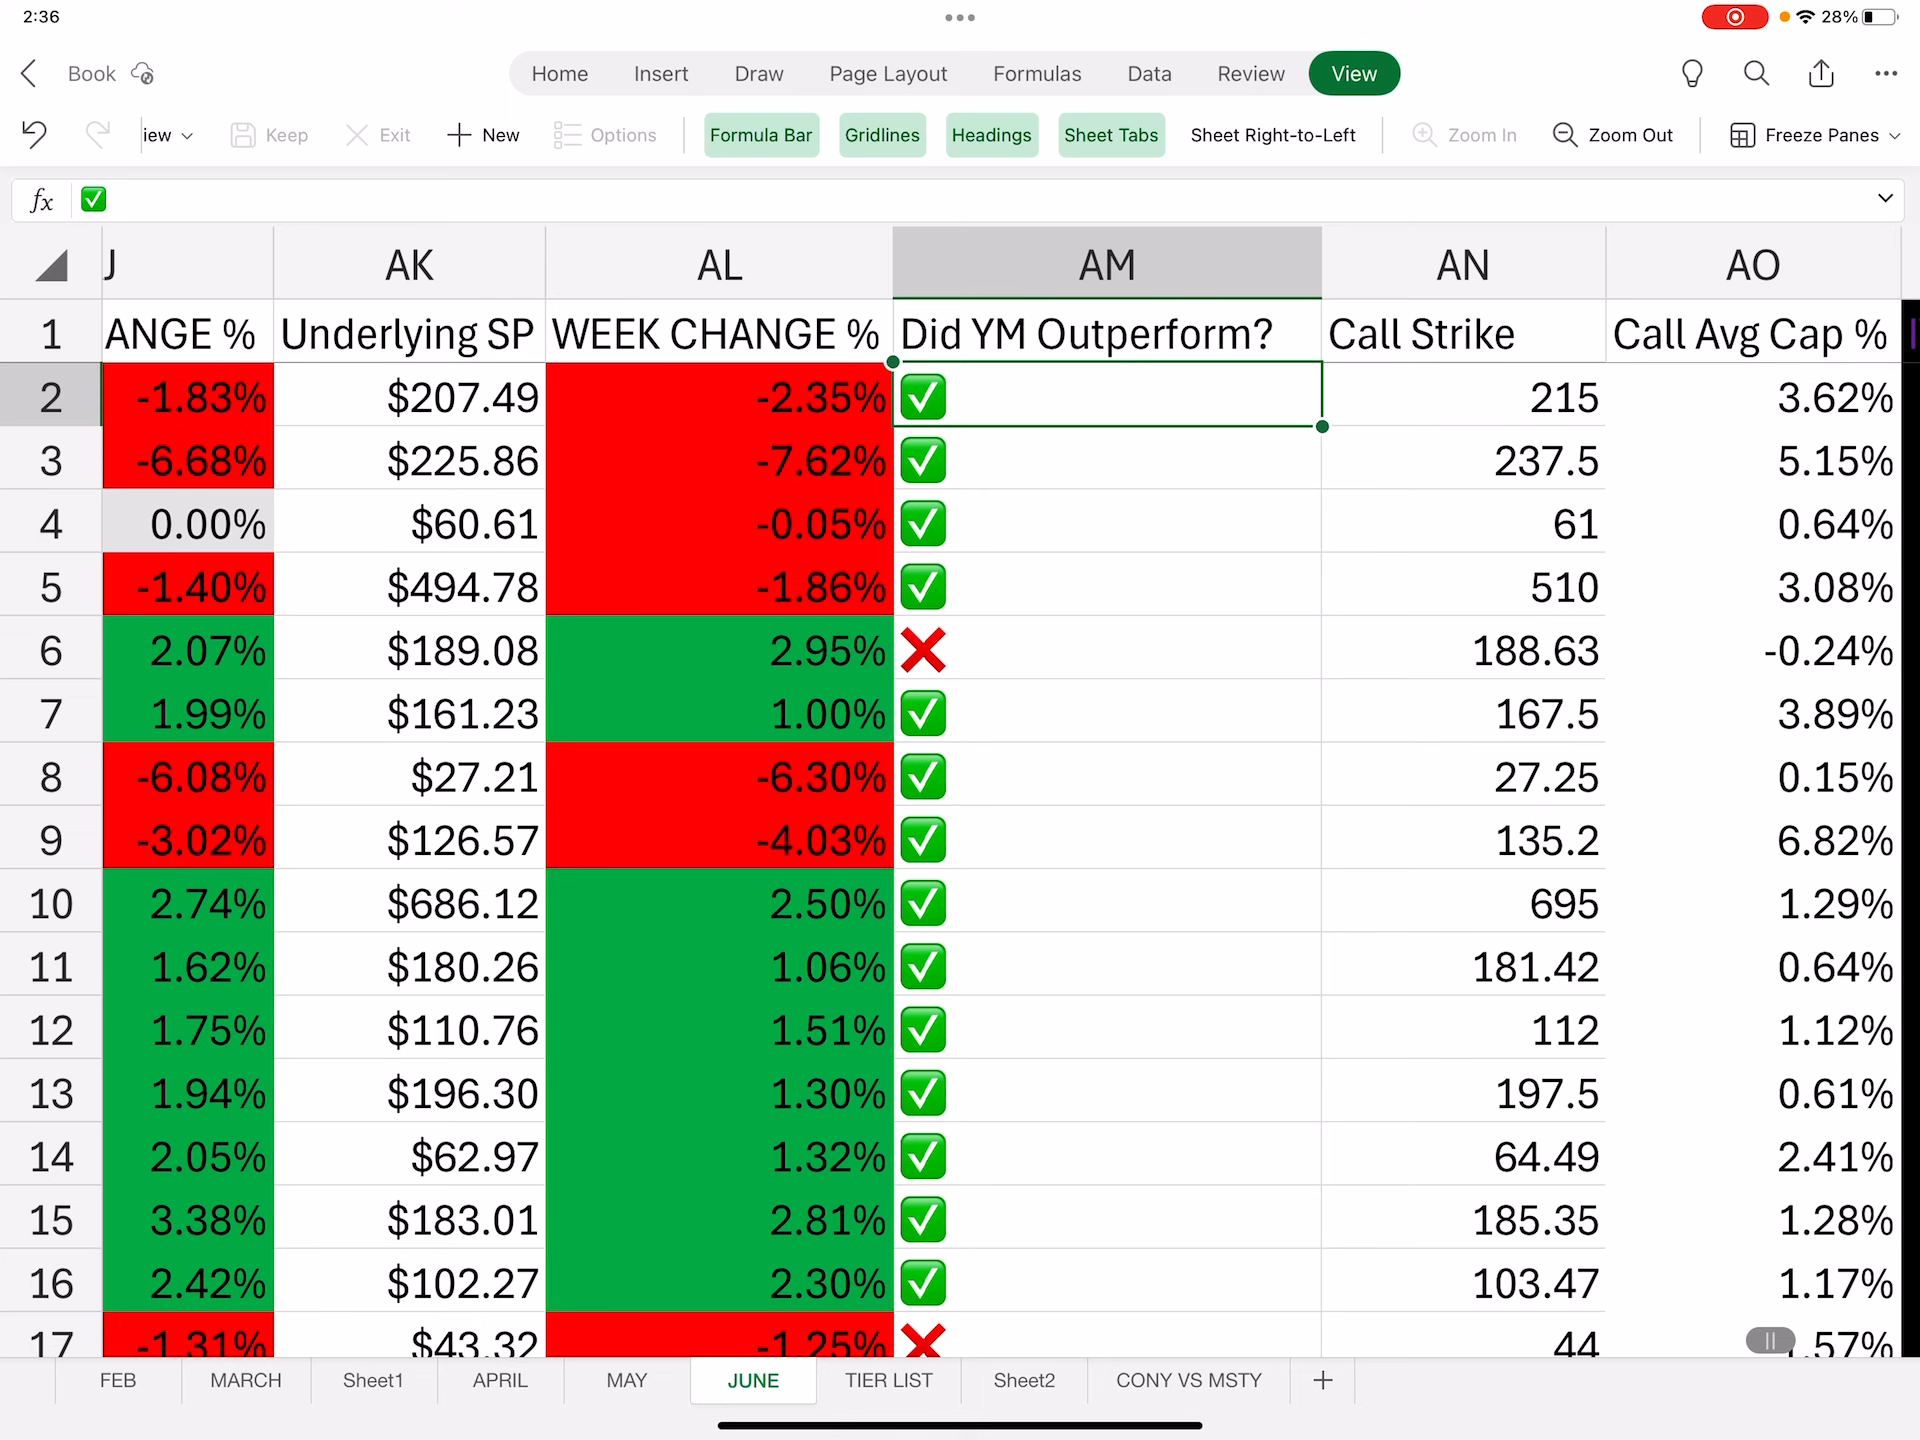 2:36
28%
Book
Home Insert Draw Page Layout Formulas Data Review View
iew Keep Exit New Options Formula Bar Gridlines Headings Sheet Tabs Sheet Right-to-Left Zoom In Zoom Out Freeze Panes
fx ✅
J AK AL AM AN AO
1 ANGE % Underlying SP WEEK CHANGE % Did YM Outperform? Call Strike Call Avg Cap %
2 -1.83% $207.49 -2.35% ✅ 215 3.62%
3 -6.68% $225.86 -7.62% ✅ 237.5 5.15%
4 0.00% $60.61 -0.05% ✅ 61 0.64%
5 -1.40% $494.78 -1.86% ✅ 510 3.08%
6 2.07% $189.08 2.95% ❌ 188.63 -0.24%
7 1.99% $161.23 1.00% ✅ 167.5 3.89%
8 -6.08% $27.21 -6.30% ✅ 27.25 0.15%
9 -3.02% $126.57 -4.03% ✅ 135.2 6.82%
10 2.74% $686.12 2.50% ✅ 695 1.29%
11 1.62% $180.26 1.06% ✅ 181.42 0.64%
12 1.75% $110.76 1.51% ✅ 112 1.12%
13 1.94% $196.30 1.30% ✅ 197.5 0.61%
14 2.05% $62.97 1.32% ✅ 64.49 2.41%
15 3.38% $183.01 2.81% ✅ 185.35 1.28%
16 2.42% $102.27 2.30% ✅ 103.47 1.17%
17 -1.31% $43.32 -1.25% ❌ 44 .57%
FEB MARCH Sheet1 APRIL MAY JUNE TIER LIST Sheet2 CONY VS MSTY +